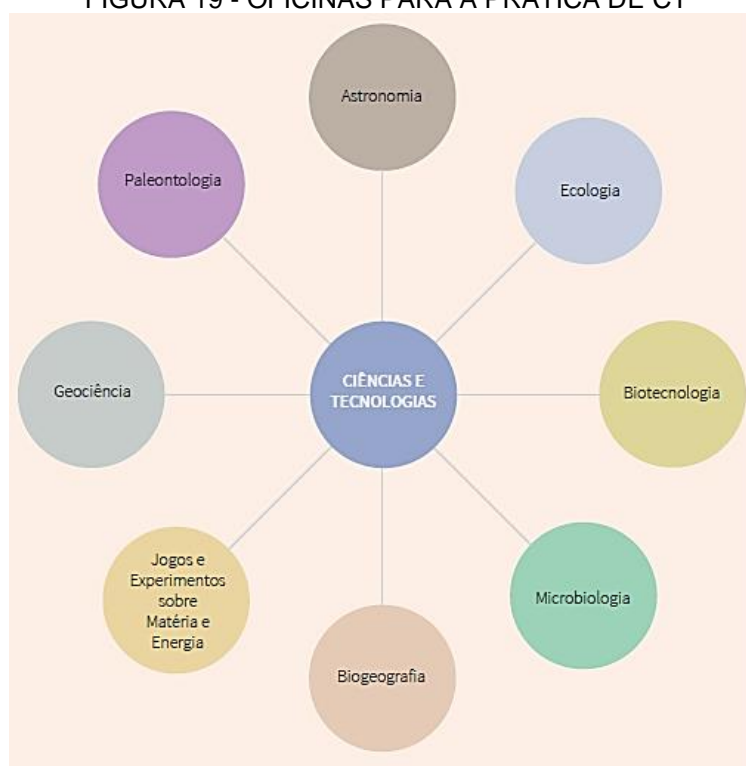 FIGURA 19 - OFICINAS PARA A PRÁTICA DE CT
Astronomia
Paleontologia
Ecologia
Geociência
CIÊNCIAS E
TECNOLOGIAS
Biotecnologia
Jogos e
Experimentos
sobre
Matéria e
Energia
Microbiologia
Biogeografia